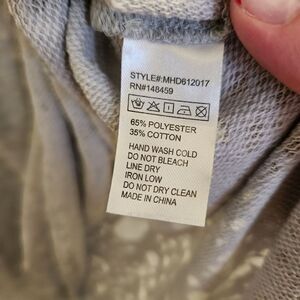 STYLE#:MHD612017
RN#148459
65% POLYESTER
35% COTTON
HAND WASH COLD
DO NOT BLEACH
LINE DRY
IRON LOW
DO NOT DRY CLEAN
MADE IN CHINA